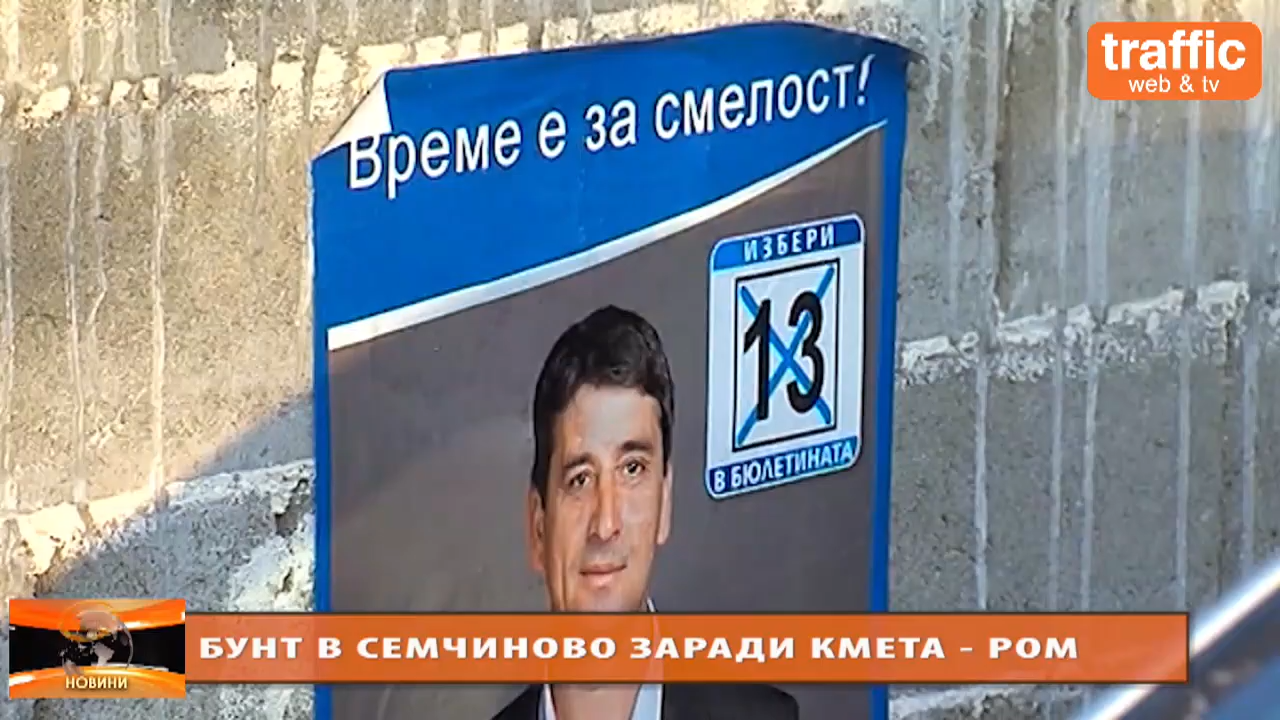 traffic
web & tv
Време е за смелост!
ИЗБЕРИ
13
В БЮЛЕТИНАТА
БУНТ В СЕМЧИНОВО ЗАРАДИ КМЕТА - РОМ
НОВИНИ